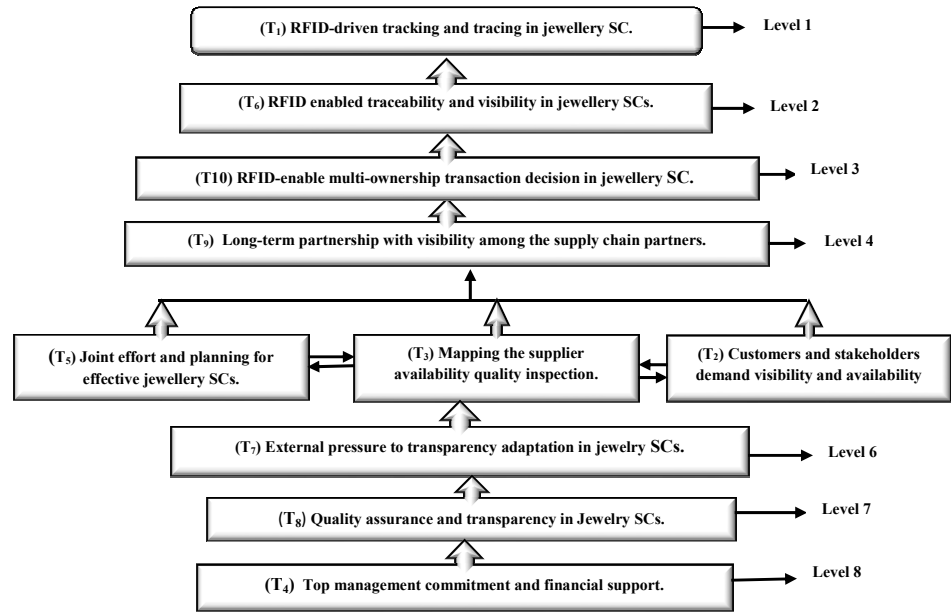 (T₁) RFID-driven tracking and tracing in jewellery SC.
Level 1
(T₆) RFID enabled traceability and visibility in jewellery SCs.
Level 2
(T10) RFID-enable multi-ownership transaction decision in jewellery SC.
Level 3
(T₉) Long-term partnership with visibility among the supply chain partners.
Level 4
(T₅) Joint effort and planning for
effective jewellery SCs.
(T₃) Mapping the supplier
availability quality inspection.
(T₂) Customers and stakeholders
demand visibility and availability
(T₇) External pressure to transparency adaptation in jewelry SCs.
Level 6
(T₈) Quality assurance and transparency in Jewelry SCs.
Level 7
(T₄) Top management commitment and financial support.
Level 8